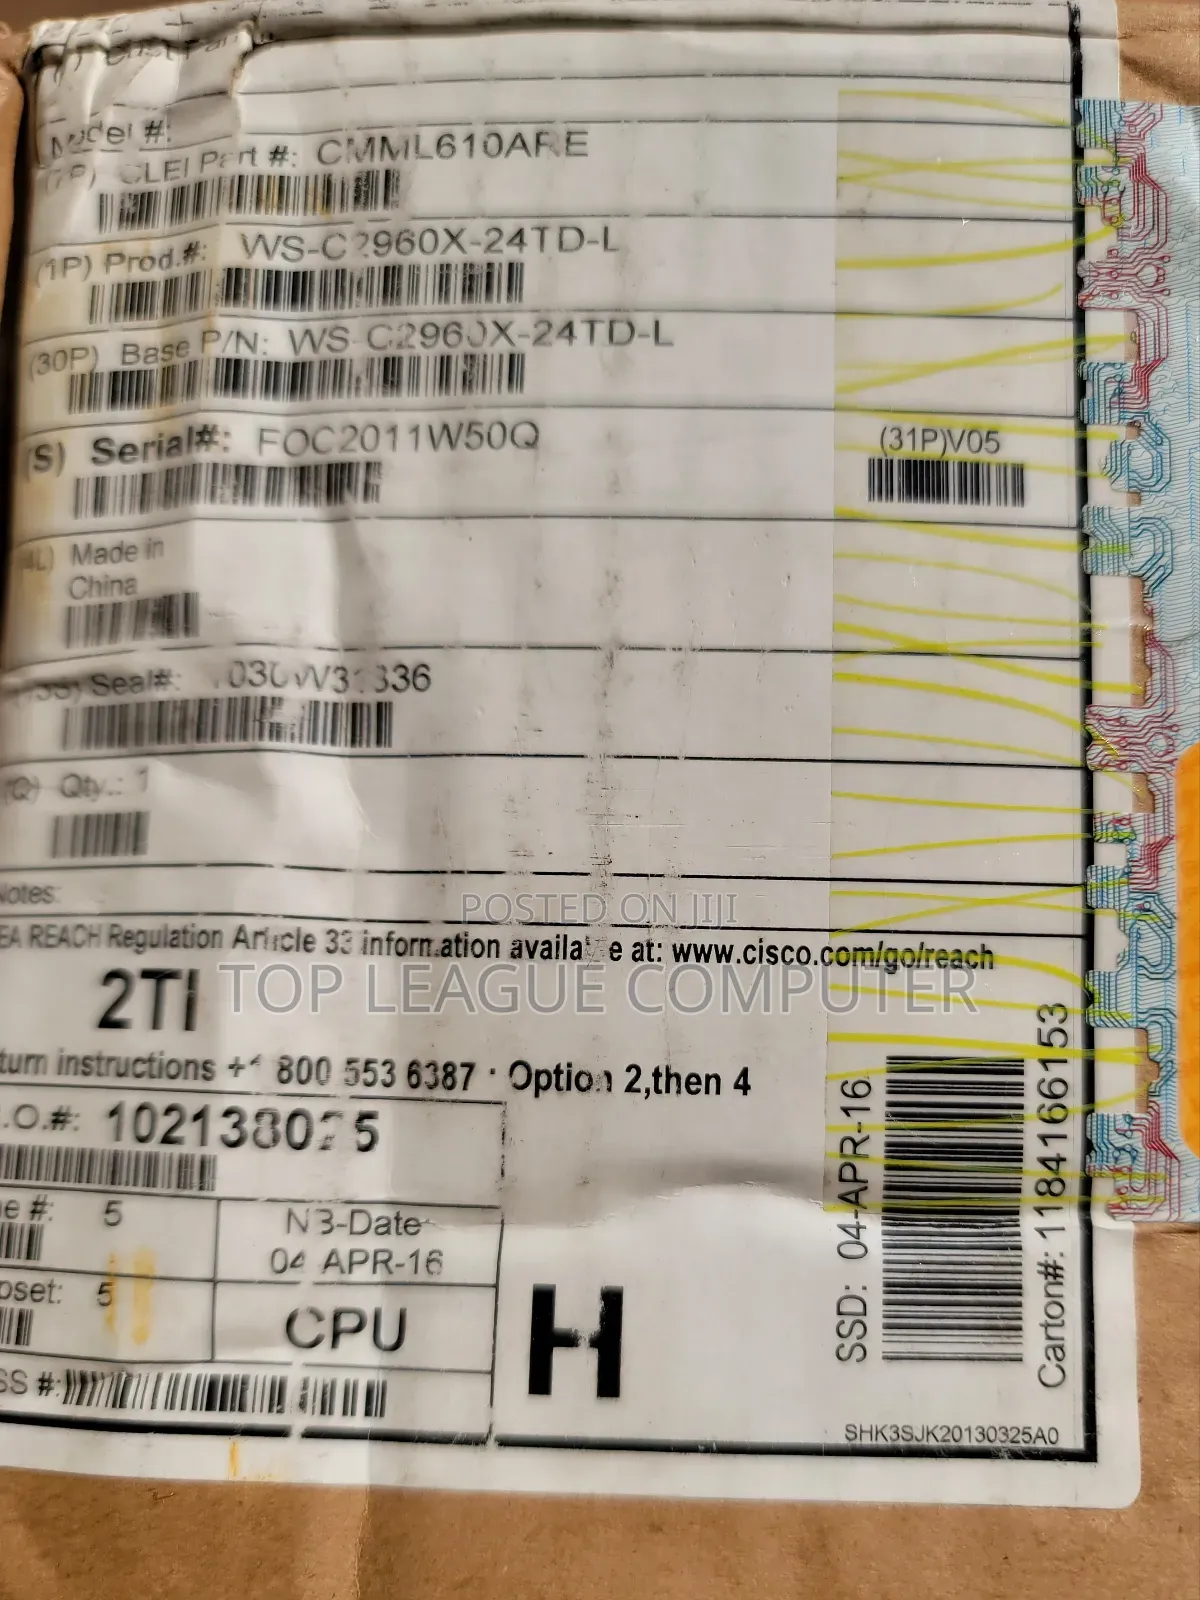 Model #:
CLEI Part #: CMML610ARE
(1P) Prod.#: WS-C2960X-24TD-L
(30P) Base P/N: WS-C2960X-24TD-L
(S) Serial#: FOC2011W50Q
(31P)V05
Made in
China
Seal#:
(Q) Qty.: 1
Notes:
REACH Regulation Article 33 information available at: www.cisco.com/go/reach
POSTED ON JIJI
TOP LEAGUE COMPUTER
2TI
instructions +1 800 553 6387 · Option 2,then 4
.O.#:
5
NB-Date
04 APR-16
5
CPU
SS #:
H
SSD: 04-APR-16
Carton#: 1184166153
SHK3SJK20130325A0